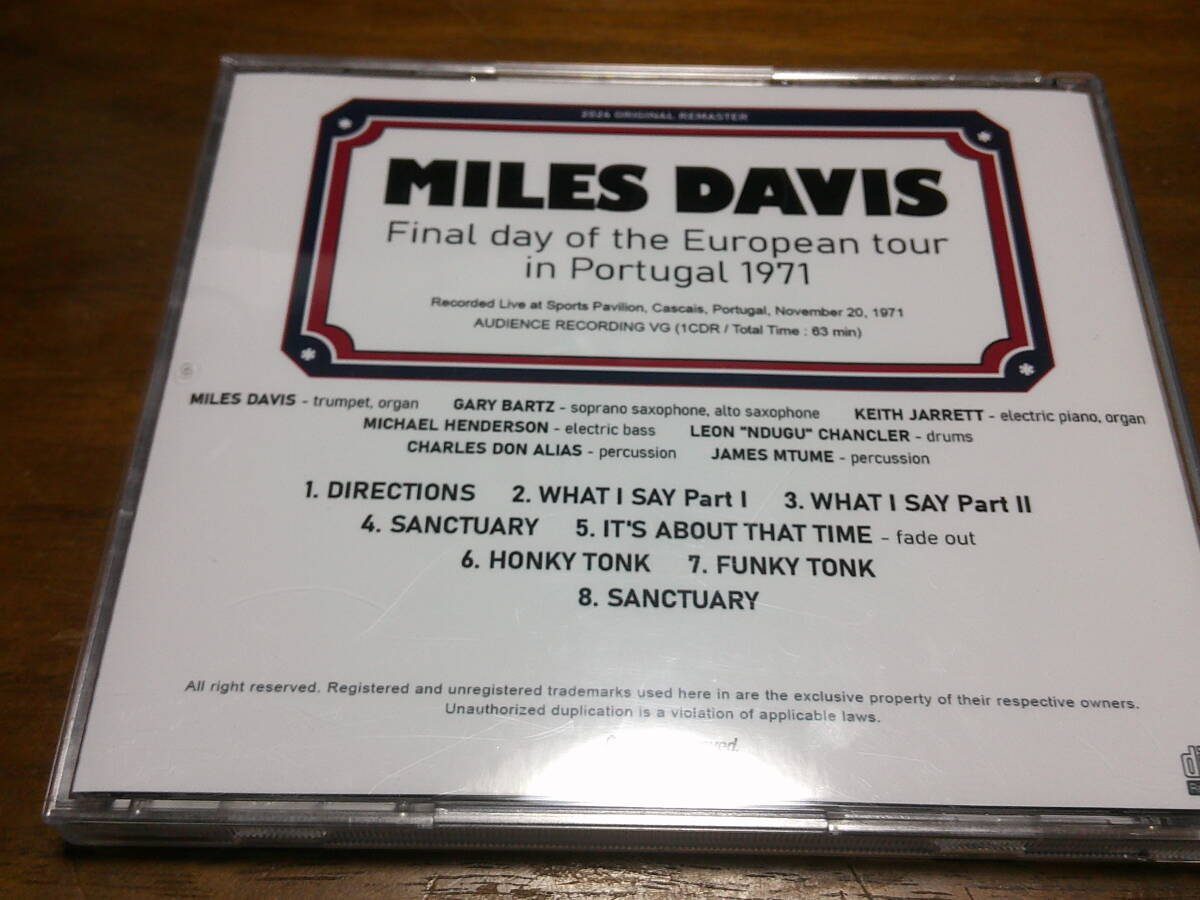 2026 ORIGINAL REMASTER
MILES DAVIS
Final day of the European tour
in Portugal 1971
Recorded Live at Sports Pavilion, Cascais, Portugal, November 20, 1971
AUDIENCE RECORDING VG (1CDR / Total Time : 63 min)
MILES DAVIS - trumpet, organ GARY BARTZ - soprano saxophone, alto saxophone KEITH JARRETT - electric piano, organ
MICHAEL HENDERSON - electric bass LEON "NDUGU" CHANCLER - drums
CHARLES DON ALIAS - percussion JAMES MTUME - percussion
1. DIRECTIONS 2. WHAT I SAY Part I 3. WHAT I SAY Part II
4. SANCTUARY 5. IT'S ABOUT THAT TIME - fade out
6. HONKY TONK 7. FUNKY TONK
8. SANCTUARY
All right reserved. Registered and unregistered trademarks used here in are the exclusive property of their respective owners.
Unauthorized duplication is a violation of applicable laws.